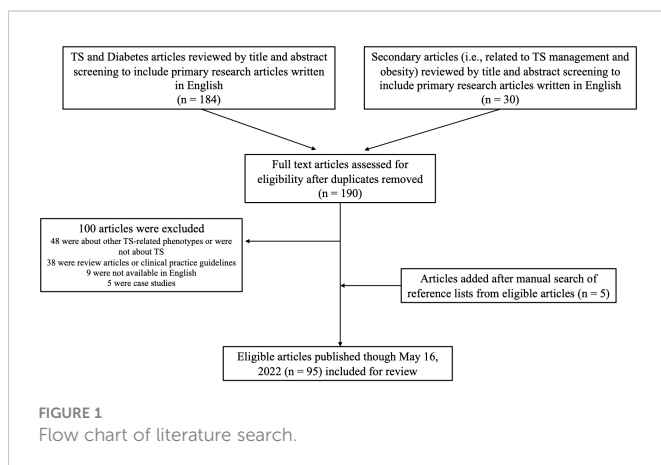 TS and Diabetes articles reviewed by title and abstract
screening to include primary research articles written
in English
(n = 184)
Secondary articles (i.e., related to TS management and
obesity) reviewed by title and abstract screening to
include primary research articles written in English
(n = 30)
Full text articles assessed for
eligibility after duplicates removed
(n = 190)
100 articles were excluded
48 were about other TS-related phenotypes or were
not about TS
38 were review articles or clinical practice guidelines
9 were not available in English
5 were case studies
Articles added after manual search of
reference lists from eligible articles (n = 5)
Eligible articles published though May 16,
2022 (n = 95) included for review
FIGURE 1
Flow chart of literature search.